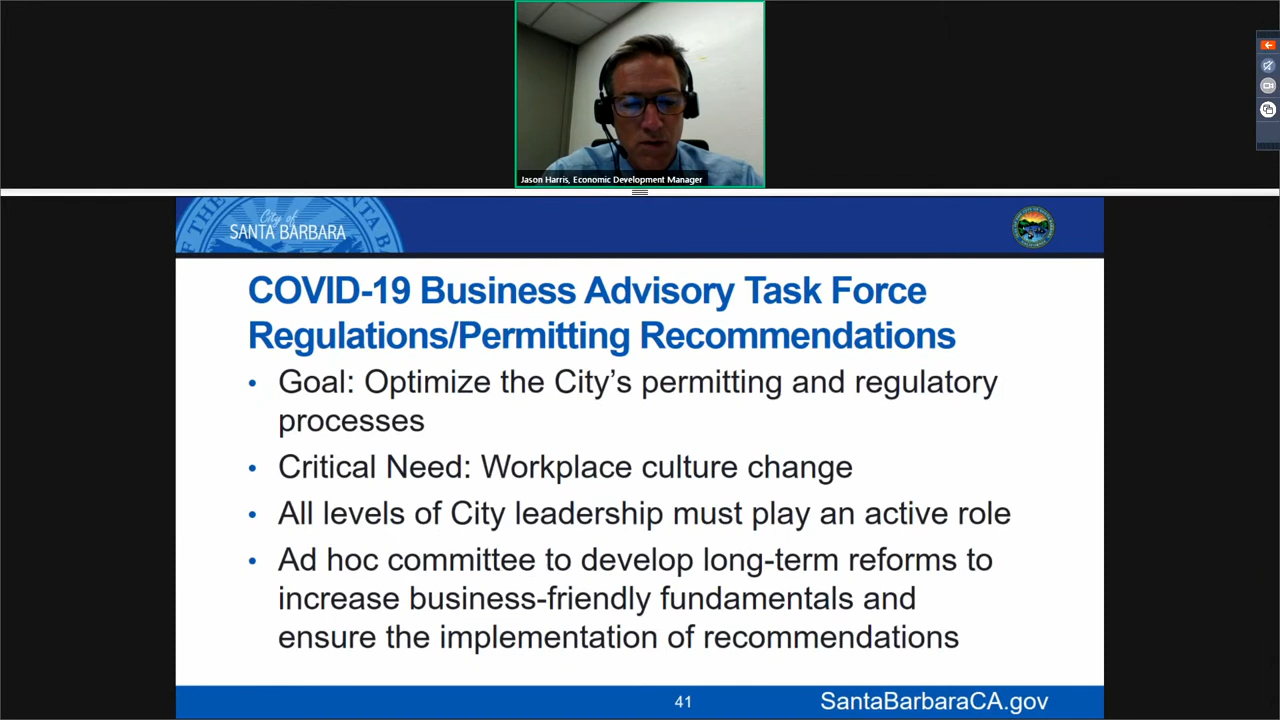 Jason Harris, Economic Development Manager
City of
SANTA BARBARA
COVID-19 Business Advisory Task Force
Regulations/Permitting Recommendations
• Goal: Optimize the City’s permitting and regulatory
processes
• Critical Need: Workplace culture change
• All levels of City leadership must play an active role
• Ad hoc committee to develop long-term reforms to
increase business-friendly fundamentals and
ensure the implementation of recommendations
41
SantaBarbaraCA.gov